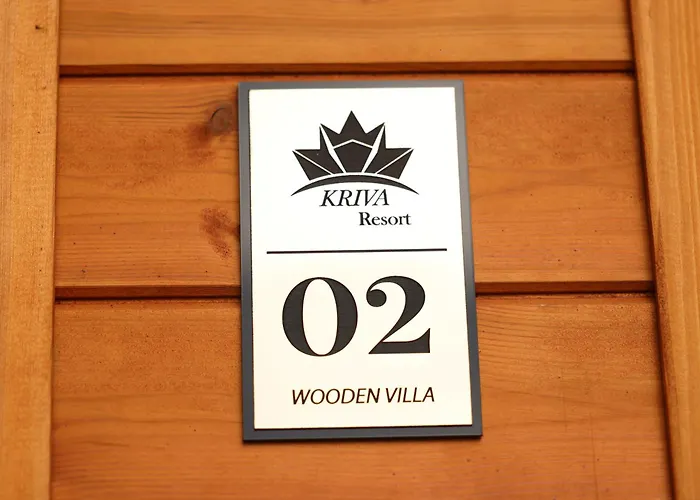 KRIVA
Resort
02
WOODEN VILLA